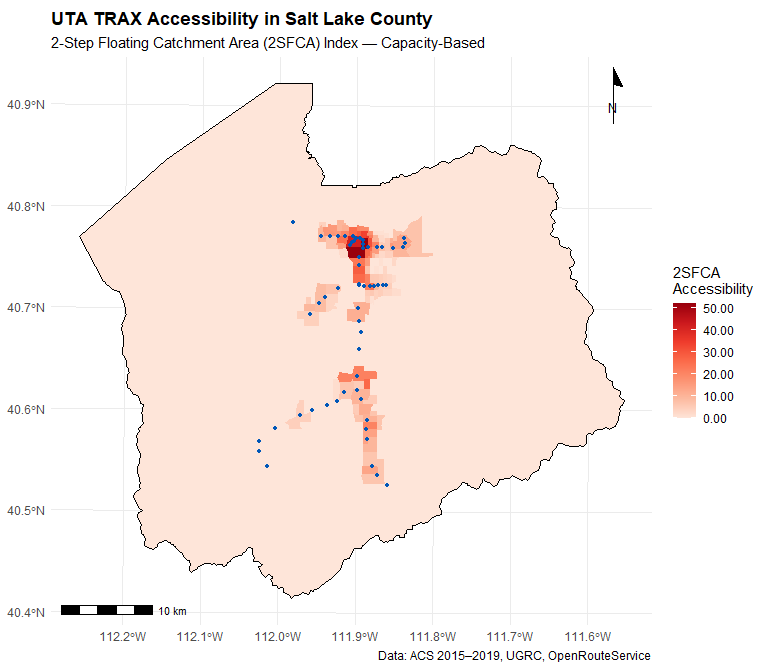 UTA TRAX Accessibility in Salt Lake County
2-Step Floating Catchment Area (2SFCA) Index — Capacity-Based
N
40.9°N
40.8°N
40.7°N
40.6°N
40.5°N
40.4°N
2SFCA
Accessibility
50.00
40.00
30.00
20.00
10.00
0.00
10 km
112.2°W
112.1°W
112.0°W
111.9°W
111.8°W
111.7°W
111.6°W
Data: ACS 2015–2019, UGRC, OpenRouteService